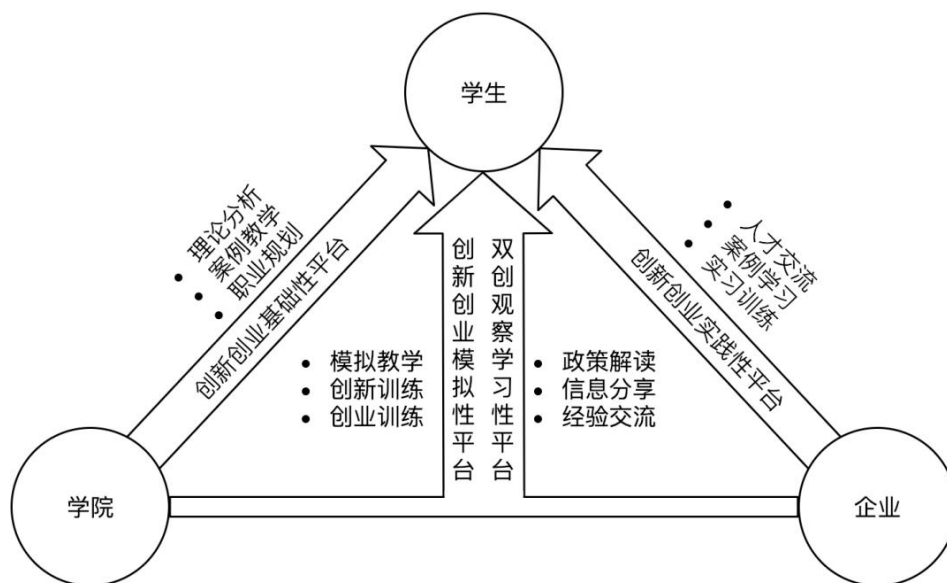 学生
理论分析
案例教学
职业规划
创新创业基础性平台
人才交流
案例学习
实习训练
创新创业实践性平台
创新创业模拟性平台
双创观察学习性平台
模拟教学
创新训练
创业训练
政策解读
信息分享
经验交流
学院
企业